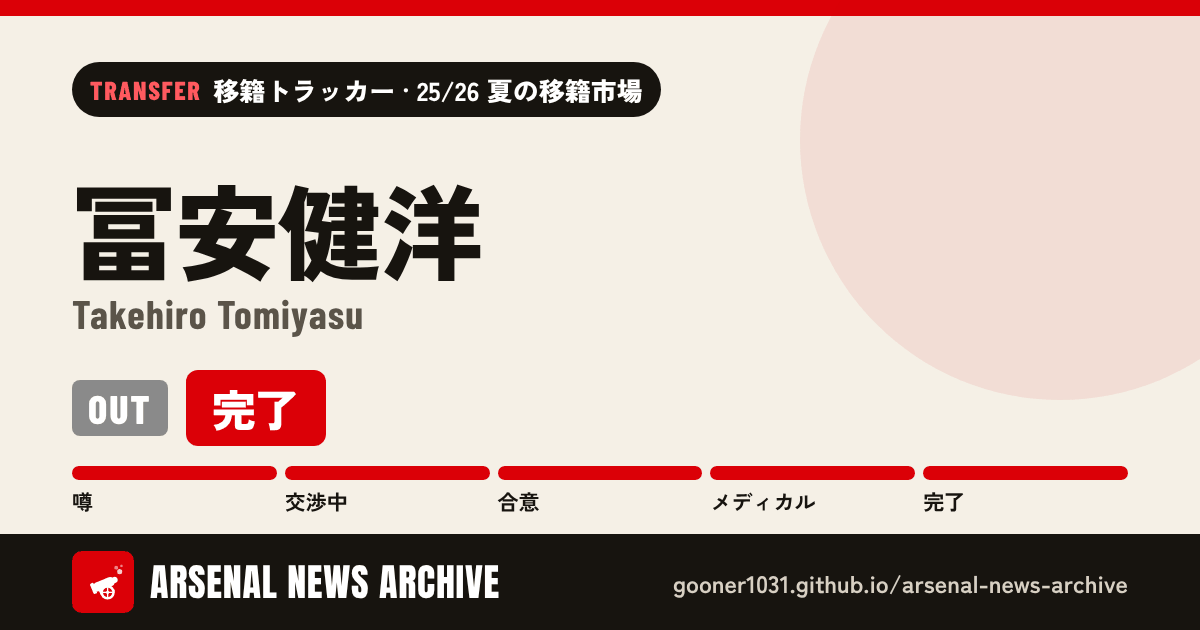 TRANSFER 移籍トラッカー · 25/26 夏の移籍市場
冨安健洋
Takehiro Tomiyasu
OUT 完了
噂 交渉中 合意 メディカル 完了
ARSENAL NEWS ARCHIVE gooner1031.github.io/arsenal-news-archive